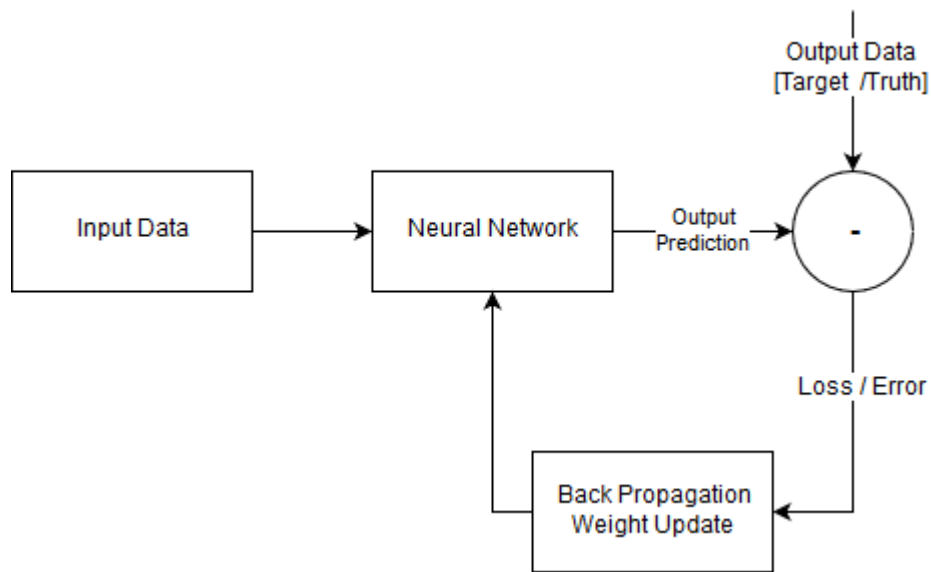 Output Data
[Target /Truth]
Input Data
Neural Network
Output
Prediction
-
Loss / Error
Back Propagation
Weight Update